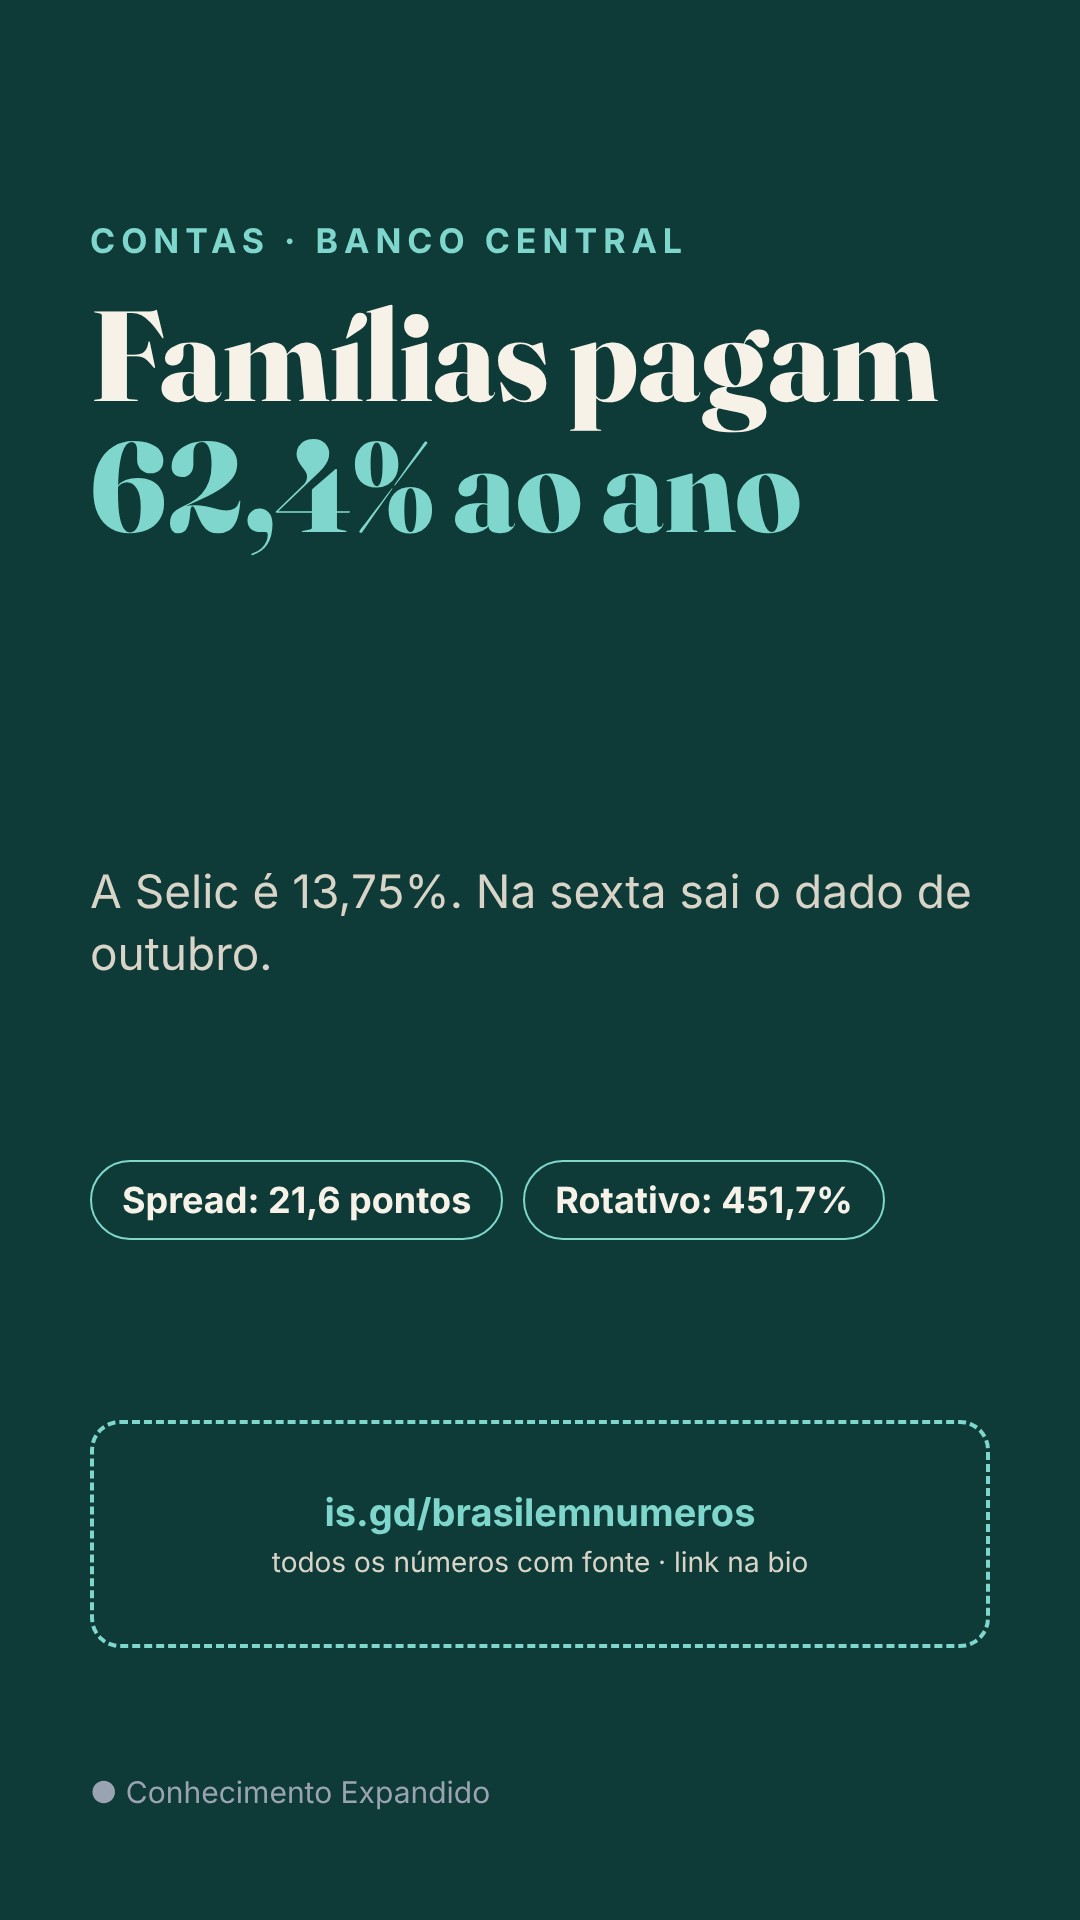 CONTAS · BANCO CENTRAL
Famílias pagam
62,4% ao ano
A Selic é 13,75%. Na sexta sai o dado de
outubro.
Spread: 21,6 pontos
Rotativo: 451,7%
is.gd/brasilemnumeros
todos os números com fonte · link na bio
Conhecimento Expandido